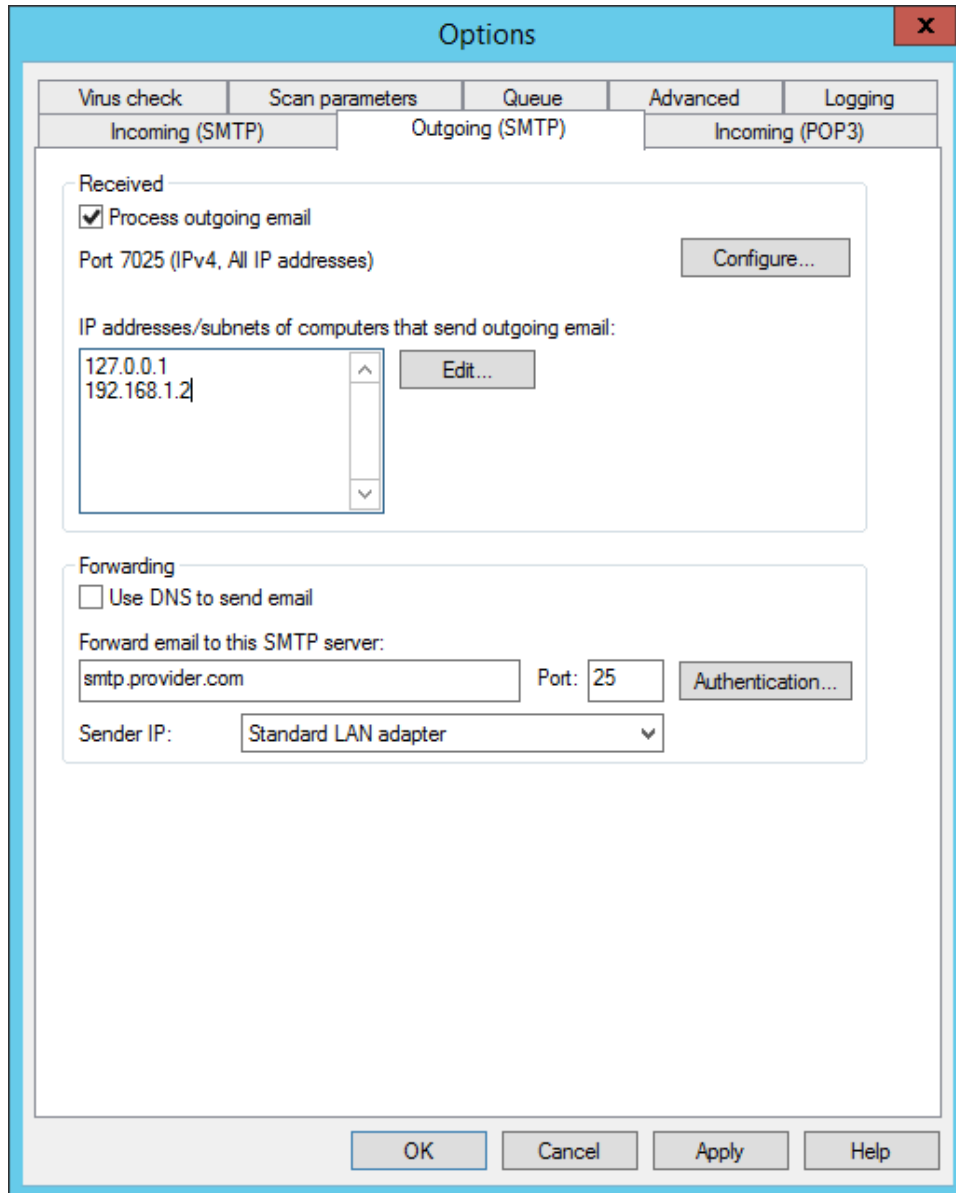 Options
x
Virus check Scan parameters Queue Advanced Logging
Incoming (SMTP) Outgoing (SMTP) Incoming (POP3)
Received
Process outgoing email
Port 7025 (IPv4, All IP addresses) Configure...
IP addresses/subnets of computers that send outgoing email:
127.0.0.1 Edit...
192.168.1.2
Forwarding
Use DNS to send email
Forward email to this SMTP server:
smtp.provider.com Port: 25 Authentication...
Sender IP: Standard LAN adapter
OK Cancel Apply Help